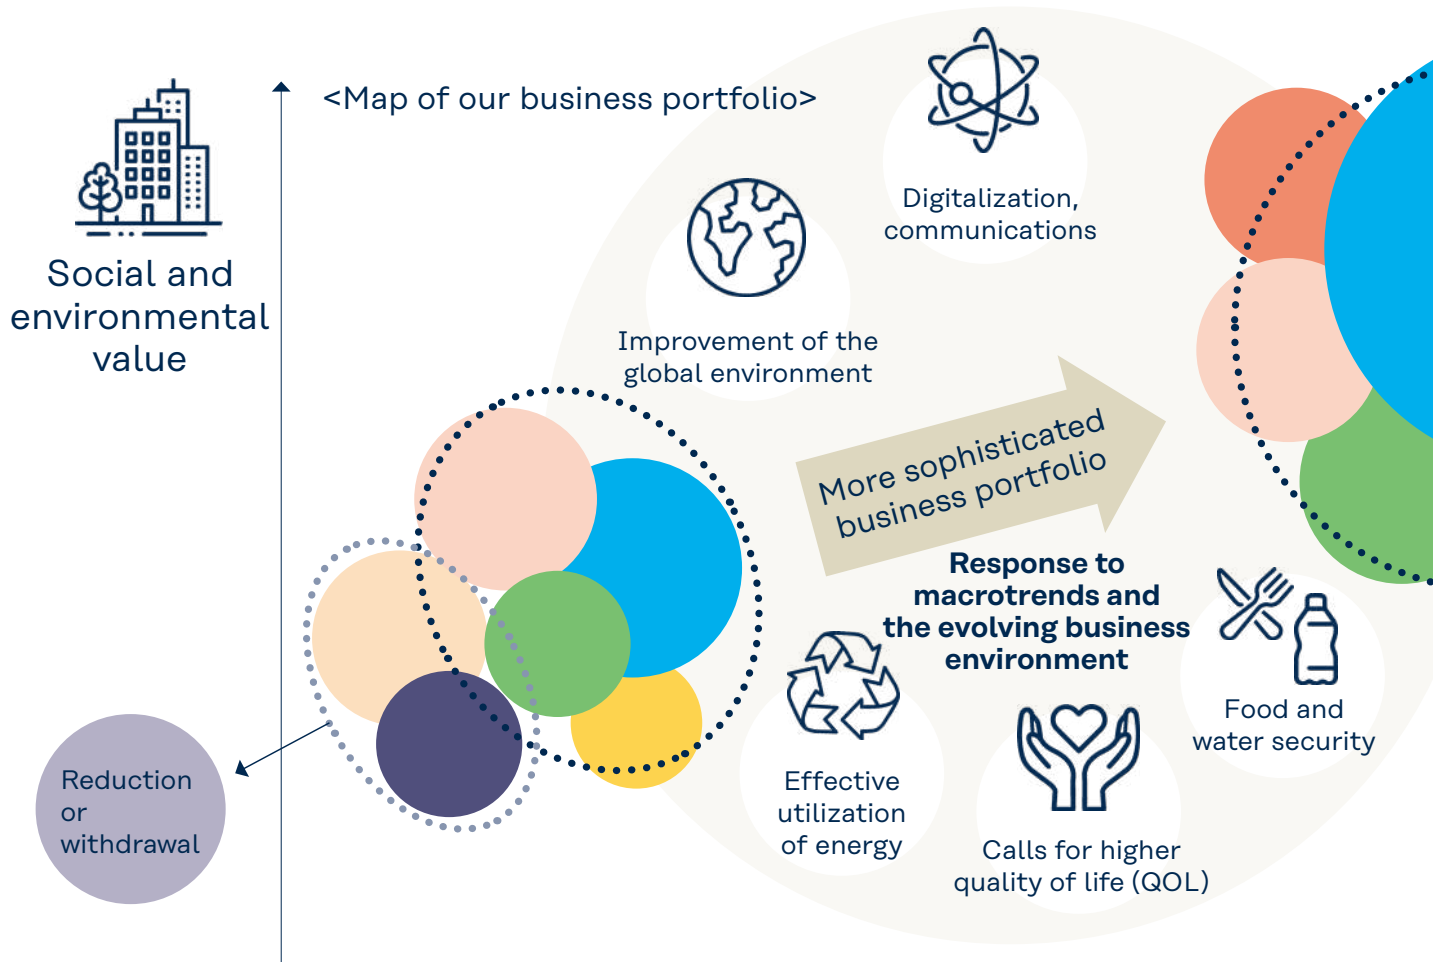 <Map of our business portfolio>
Social and
environmental
value
Digitalization,
communications
Improvement of the
global environment
More sophisticated
business portfolio
Response to
macrotrends and
the evolving business
environment
Food and
water security
Effective
utilization
of energy
Calls for higher
quality of life (QOL)
Reduction
or
withdrawal